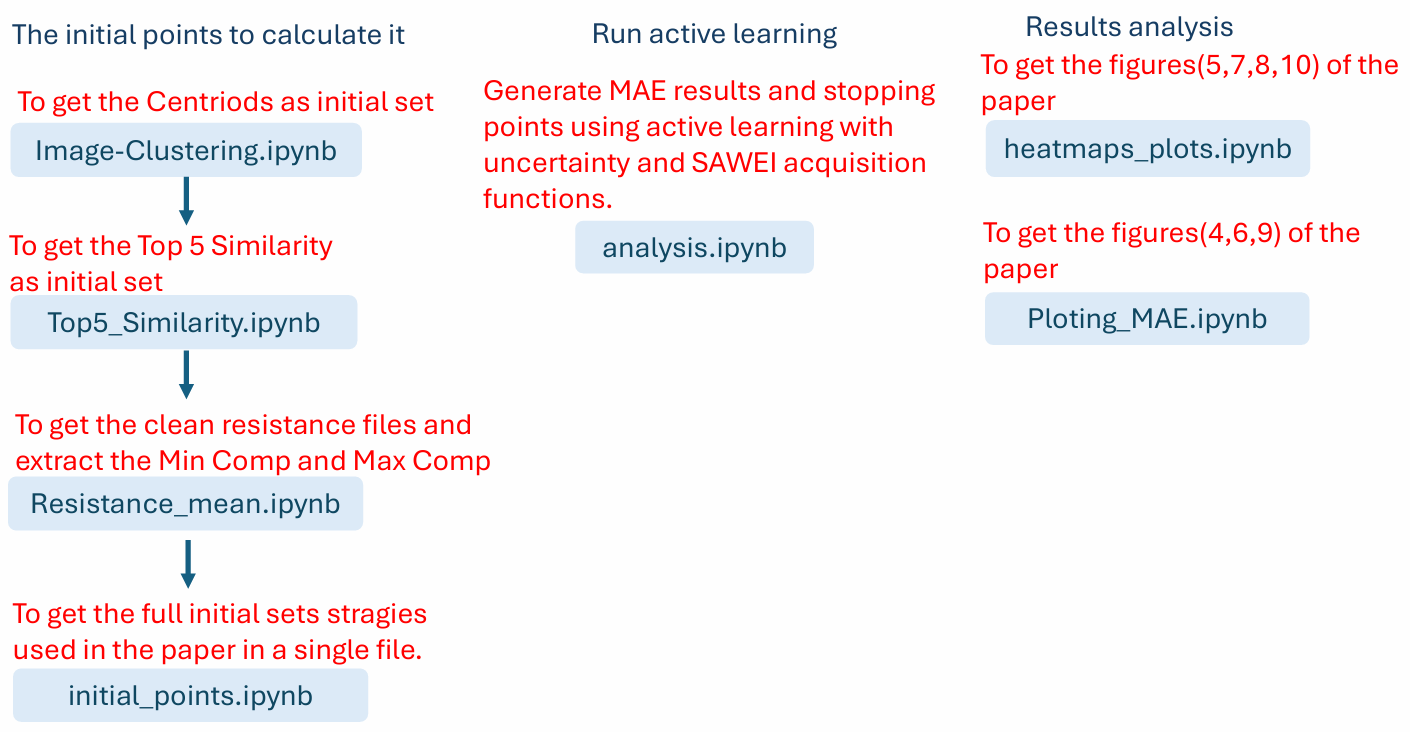 The initial points to calculate it
To get the Centriods as initial set
Image-Clustering.ipynb
To get the Top 5 Similarity
as initial set
Top5_Similarity.ipynb
To get the clean resistance files and
extract the Min Comp and Max Comp
Resistance_mean.ipynb
To get the full initial sets stragies
used in the paper in a single file.
initial_points.ipynb
Run active learning
Generate MAE results and stopping
points using active learning with
uncertainty and SAWEI acquisition
functions.
analysis.ipynb
Results analysis
To get the figures(5,7,8,10) of the
paper
heatmaps_plots.ipynb
To get the figures(4,6,9) of the
paper
Ploting_MAE.ipynb